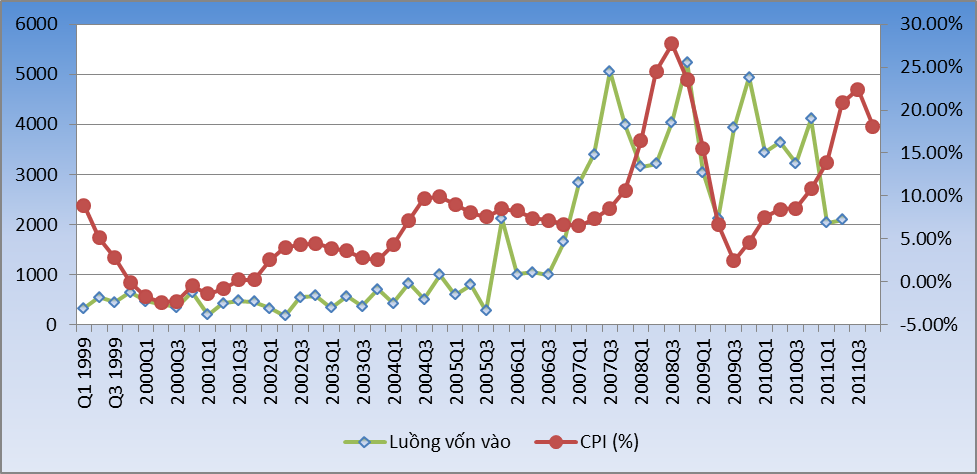 6000
5000
4000
3000
2000
1000
0
30.00%
25.00%
20.00%
15.00%
10.00%
5.00%
0.00%
-5.00%
Q1 1999
Q3 1999
2000Q1
2000Q3
2001Q1
2001Q3
2002Q1
2002Q3
2003Q1
2003Q3
2004Q1
2004Q3
2005Q1
2005Q3
2006Q1
2006Q3
2007Q1
2007Q3
2008Q1
2008Q3
2009Q1
2009Q3
2010Q1
2010Q3
2011Q1
2011Q3
Luồng vốn vào
CPI (%)